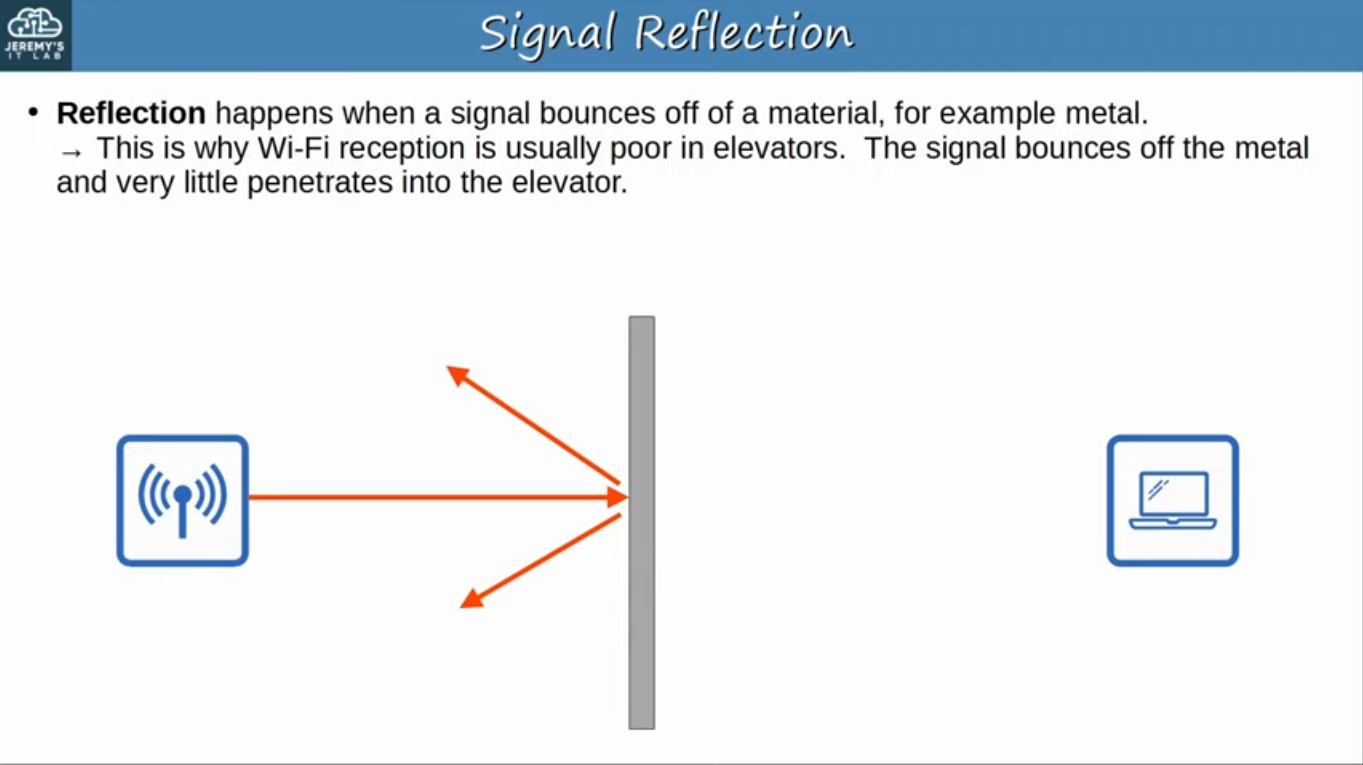 JEREMY'S
IT LAB
Signal Reflection
• Reflection happens when a signal bounces off of a material, for example metal.
→ This is why Wi-Fi reception is usually poor in elevators.  The signal bounces off the metal
and very little penetrates into the elevator.